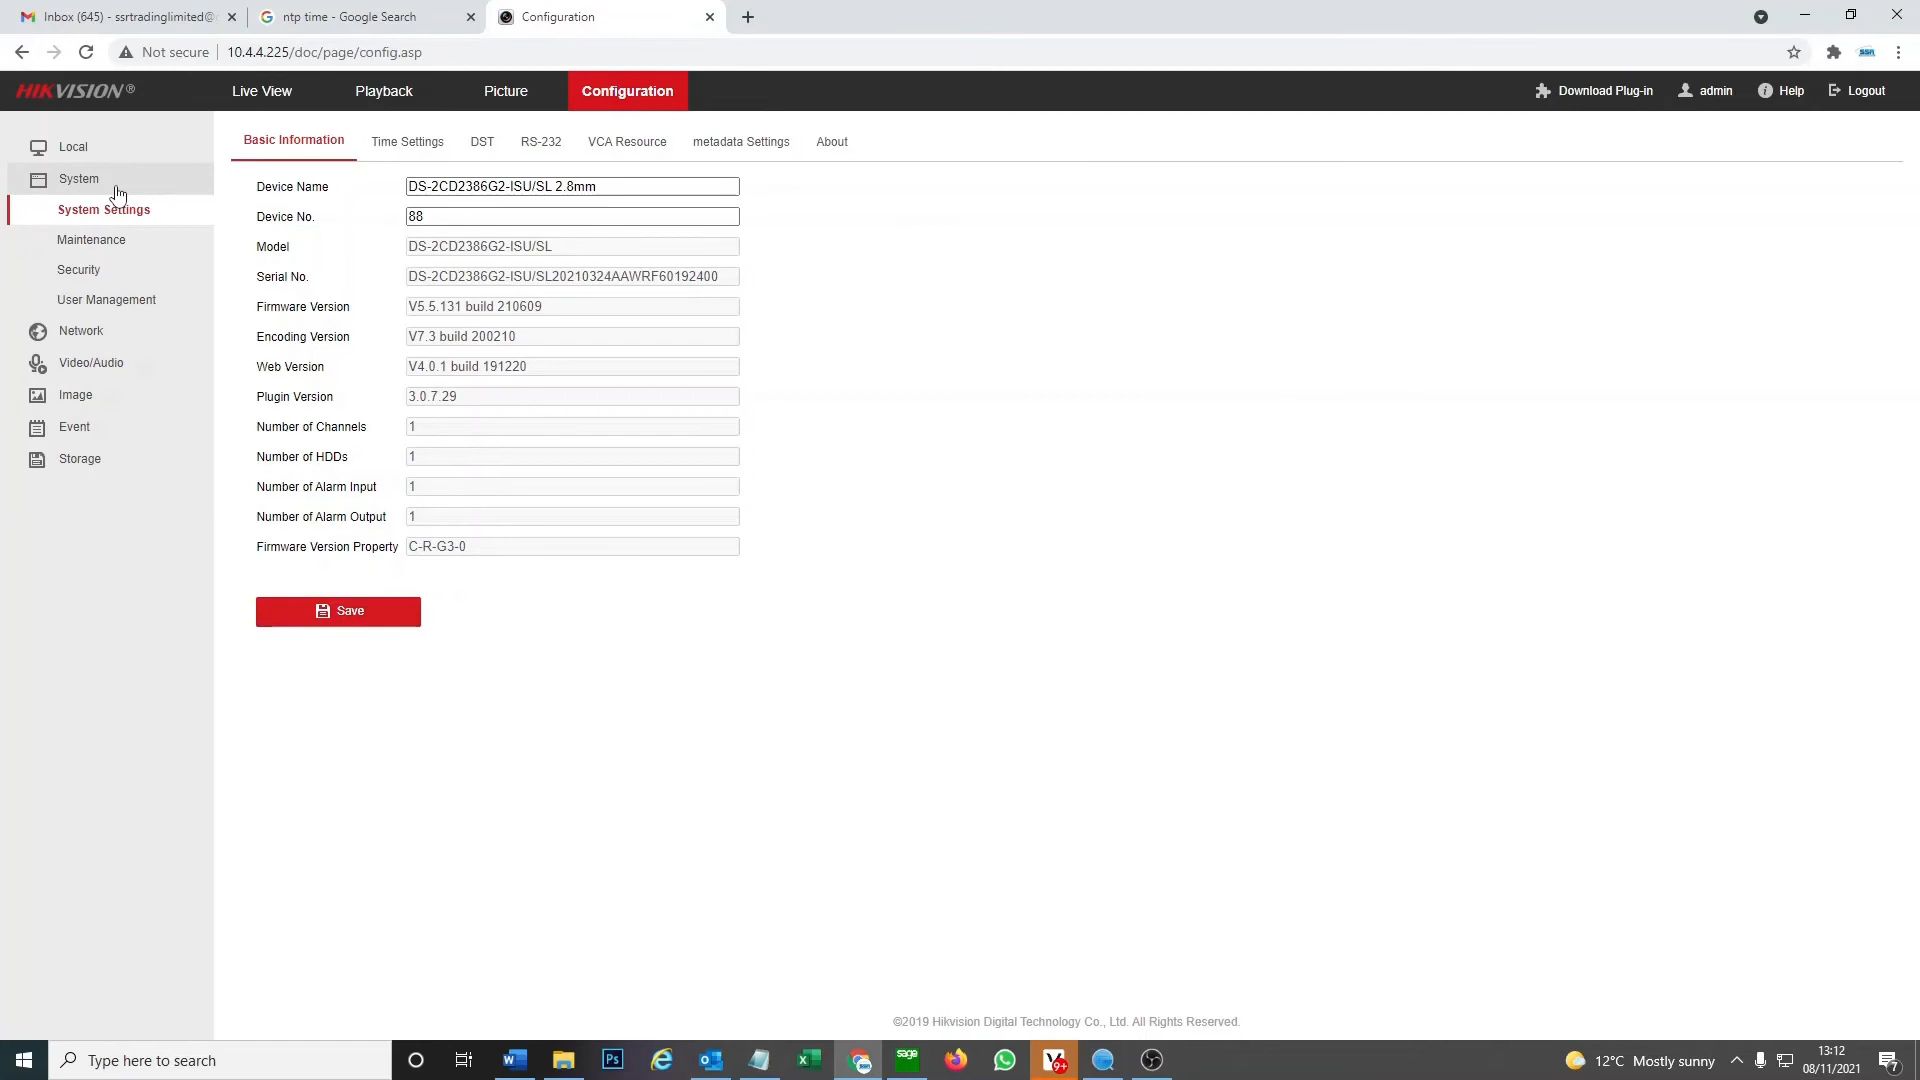 Inbox (645) - ssrtradinglimited@
ntp time - Google Search
Configuration
Not secure
10.4.4.225/doc/page/config.asp
SSR
HIKVISION®
Live View
Playback
Picture
Configuration
Download Plug-in
admin
Help
Logout
Local
System
System Settings
Maintenance
Security
User Management
Network
Video/Audio
Image
Event
Storage
Basic Information
Time Settings
DST
RS-232
VCA Resource
metadata Settings
About
Device Name DS-2CD2386G2-ISU/SL 2.8mm
Device No. 88
Model DS-2CD2386G2-ISU/SL
Serial No. DS-2CD2386G2-ISU/SL20210324AAWRF60192400
Firmware Version V5.5.131 build 210609
Encoding Version V7.3 build 200210
Web Version V4.0.1 build 191220
Plugin Version 3.0.7.29
Number of Channels 1
Number of HDDs 1
Number of Alarm Input 1
Number of Alarm Output 1
Firmware Version Property C-R-G3-0
Save
©2019 Hikvision Digital Technology Co., Ltd. All Rights Reserved.
Type here to search
Ps
sage
9+
12°C Mostly sunny
13:12
08/11/2021
7